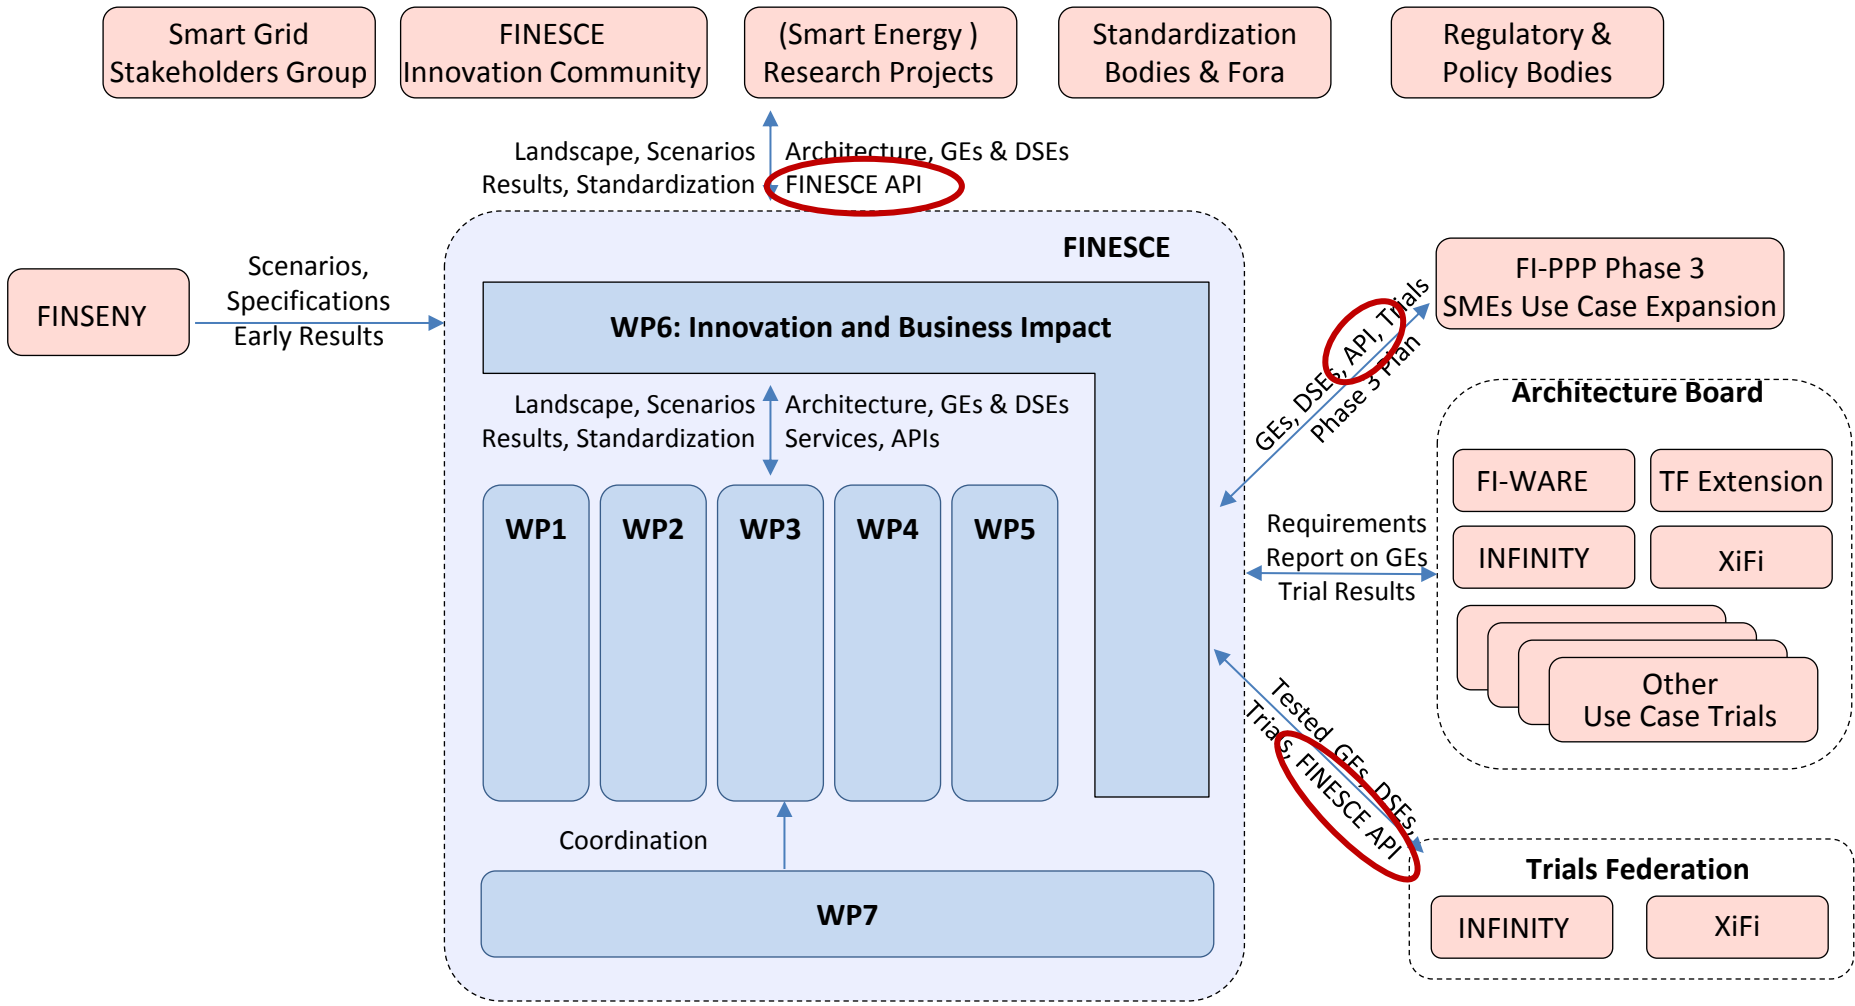 Smart Grid
Stakeholders Group
FINESCE
Innovation Community
(Smart Energy )
Research Projects
Standardization
Bodies & Fora
Regulatory &
Policy Bodies
Landscape, Scenarios
Results, Standardization
Architecture, GEs & DSEs
FINESCE API
FINESCE
FINSENY
Scenarios,
Specifications
Early Results
WP6: Innovation and Business Impact
Landscape, Scenarios
Results, Standardization
Architecture, GEs & DSEs
Services, APIs
WP1
WP2
WP3
WP4
WP5
Coordination
WP7
FI-PPP Phase 3
SMEs Use Case Expansion
GEs, DSEs, API, Trials
Phase 3 Plan
Requirements
Report on GEs
Trial Results
Architecture Board
FI-WARE
TF Extension
INFINITY
XiFi
Other
Use Case Trials
Tested GEs, DSEs,
Trials, FINESCE API
Trials Federation
INFINITY
XiFi